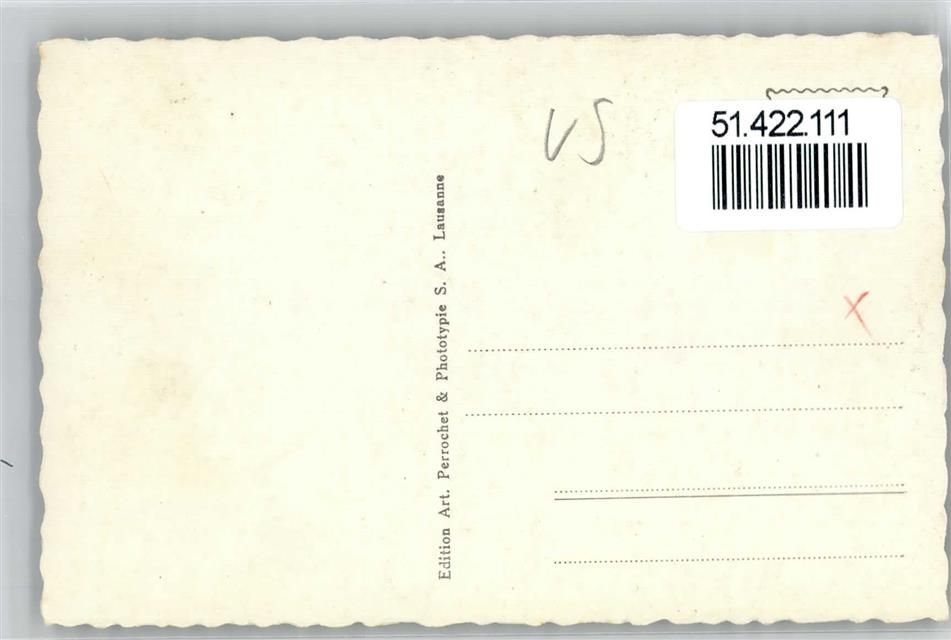 VS
51.422.111
Edition Art. Perrochet & Phototypie S. A.. Lausanne
X